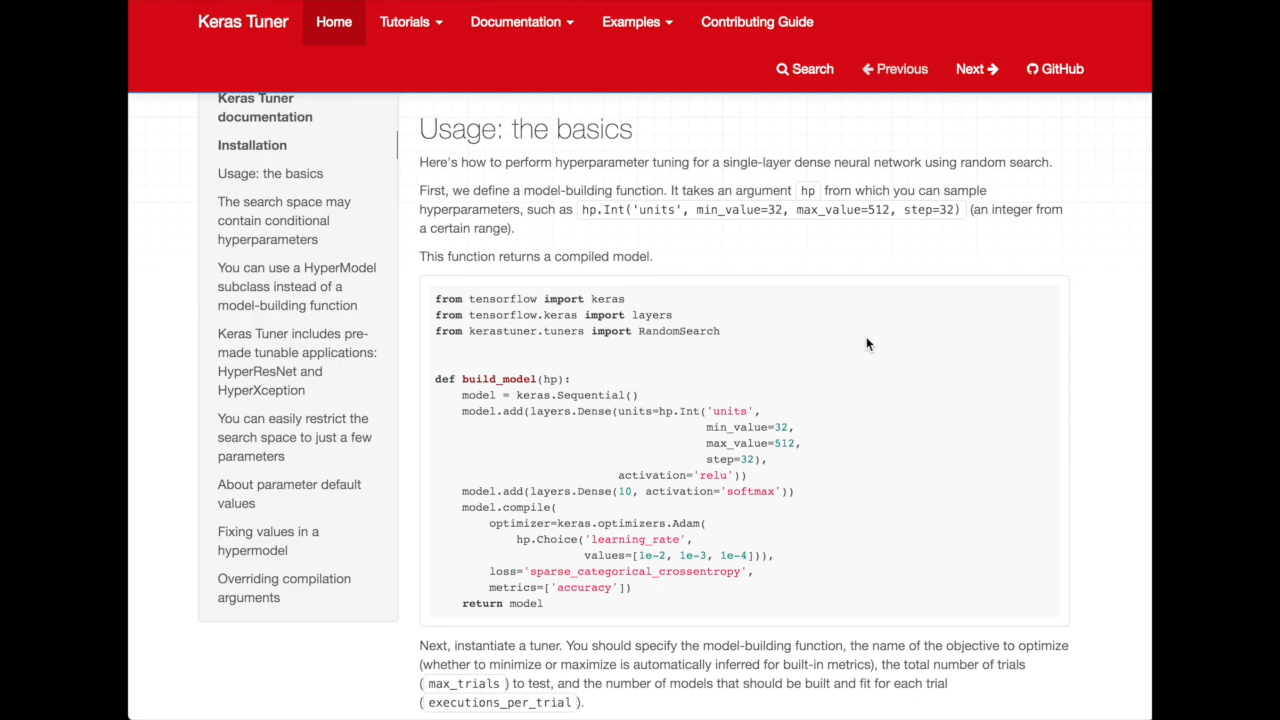 Keras Tuner Home Tutorials Documentation Examples Contributing Guide
Search Previous Next GitHub
Keras Tuner
documentation
Installation
Usage: the basics
The search space may
contain conditional
hyperparameters
You can use a HyperModel
subclass instead of a
model-building function
Keras Tuner includes pre-
made tunable applications:
HyperResNet and
HyperXception
You can easily restrict the
search space to just a few
parameters
About parameter default
values
Fixing values in a
hypermodel
Overriding compilation
arguments
Usage: the basics
Here's how to perform hyperparameter tuning for a single-layer dense neural network using random search.
First, we define a model-building function. It takes an argument hp from which you can sample
hyperparameters, such as hp.Int('units', min_value=32, max_value=512, step=32) (an integer from
a certain range).
This function returns a compiled model.
from tensorflow import keras
from tensorflow.keras import layers
from kerastuner.tuners import RandomSearch
def build_model(hp):
    model = keras.Sequential()
    model.add(layers.Dense(units=hp.Int('units',
                                        min_value=32,
                                        max_value=512,
                                        step=32),
                           activation='relu'))
    model.add(layers.Dense(10, activation='softmax'))
    model.compile(
        optimizer=keras.optimizers.Adam(
            hp.Choice('learning_rate',
                      values=[1e-2, 1e-3, 1e-4])),
        loss='sparse_categorical_crossentropy',
        metrics=['accuracy'])
    return model
Next, instantiate a tuner. You should specify the model-building function, the name of the objective to optimize
(whether to minimize or maximize is automatically inferred for built-in metrics), the total number of trials
( max_trials ) to test, and the number of models that should be built and fit for each trial
( executions_per_trial ).